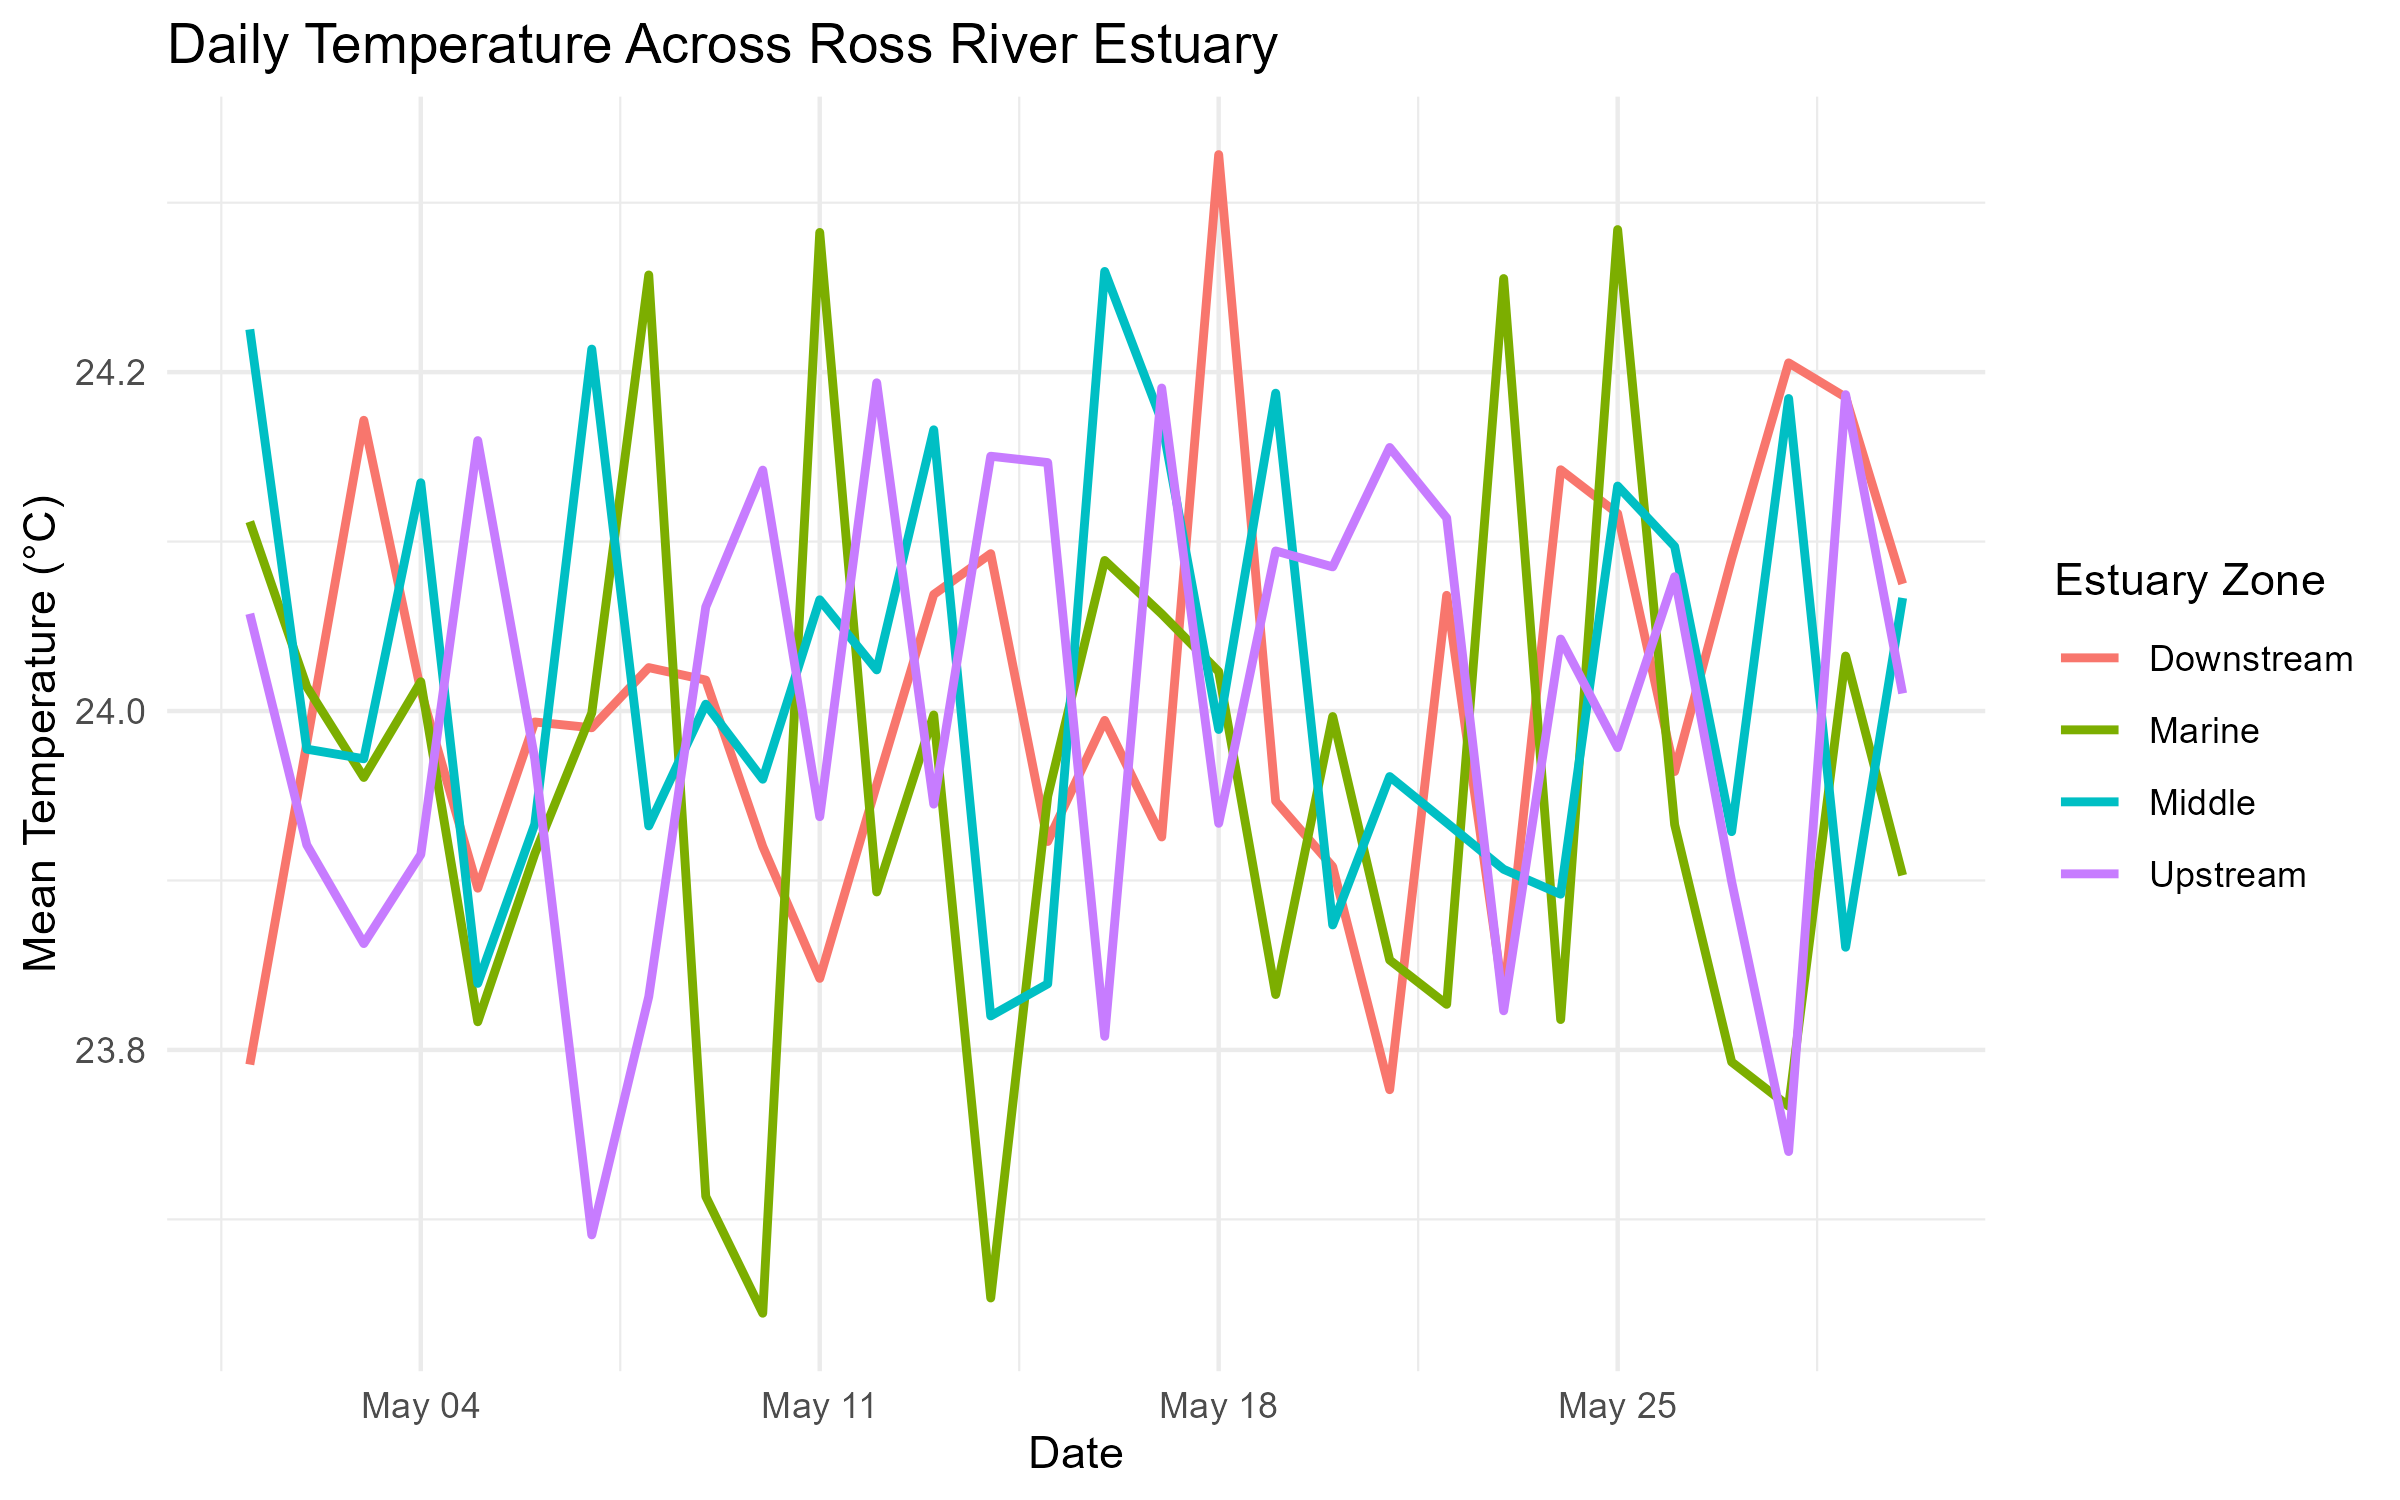 Daily Temperature Across Ross River Estuary
Mean Temperature (°C)
24.2
24.0
23.8
May 04
May 11
May 18
May 25
Date
Estuary Zone
Downstream
Marine
Middle
Upstream